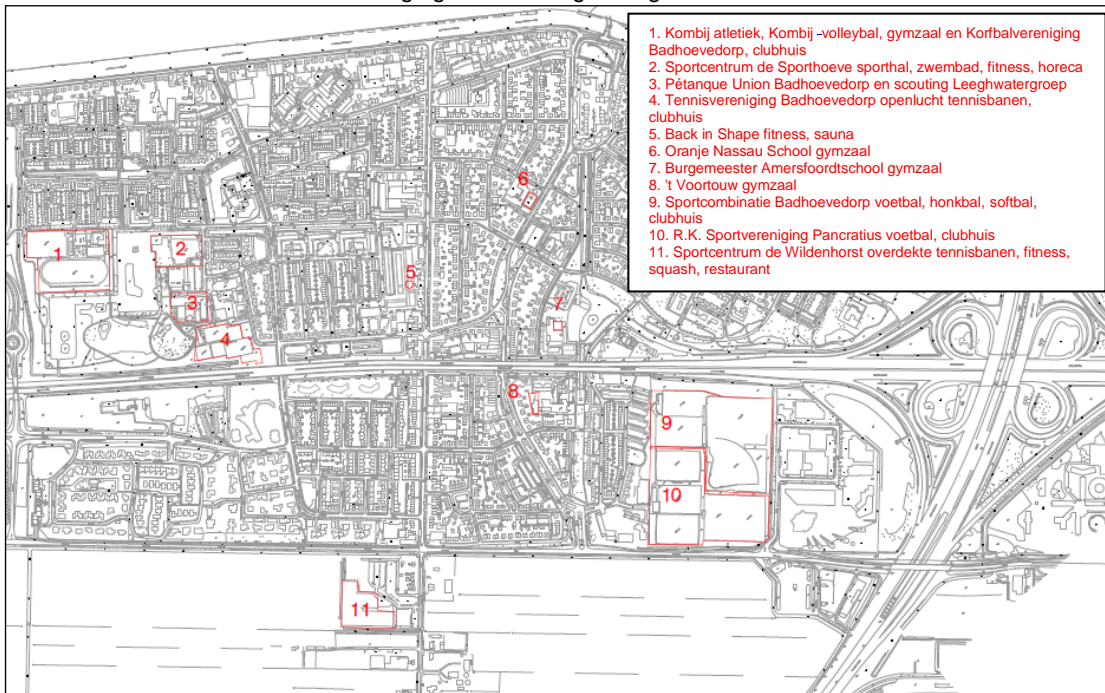 1. Kombij atletiek, Kombij -volleybal, gymzaal en Korfbalvereniging
Badhoevedorp, clubhuis
2. Sportcentrum de Sporthoeve sporthal, zwembad, fitness, horeca
3. Pétanque Union Badhoevedorp en scouting Leeghwatergroep
4. Tennisvereniging Badhoevedorp openlucht tennisbanen,
clubhuis
5. Back in Shape fitness, sauna
6. Oranje Nassau School gymzaal
7. Burgemeester Amersfoordtschool gymzaal
8. 't Voortouw gymzaal
9. Sportcombinatie Badhoevedorp voetbal, honkbal, softbal,
clubhuis
10. R.K. Sportvereniging Pancratius voetbal, clubhuis
11. Sportcentrum de Wildenhorst overdekte tennisbanen, fitness,
squash, restaurant
6
1
2
5
3
7
4
8
9
10
11